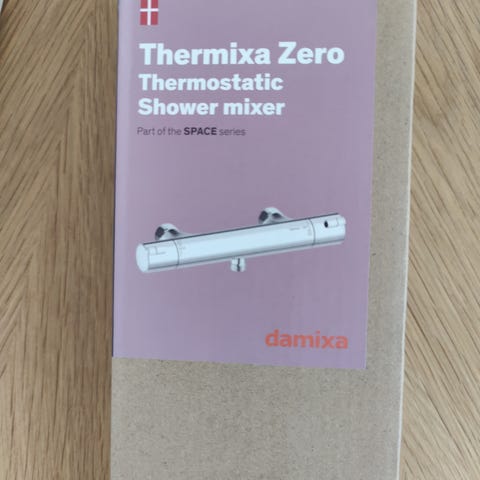 Thermixa Zero
Thermostatic
Shower mixer
Part of the SPACE series
damixa